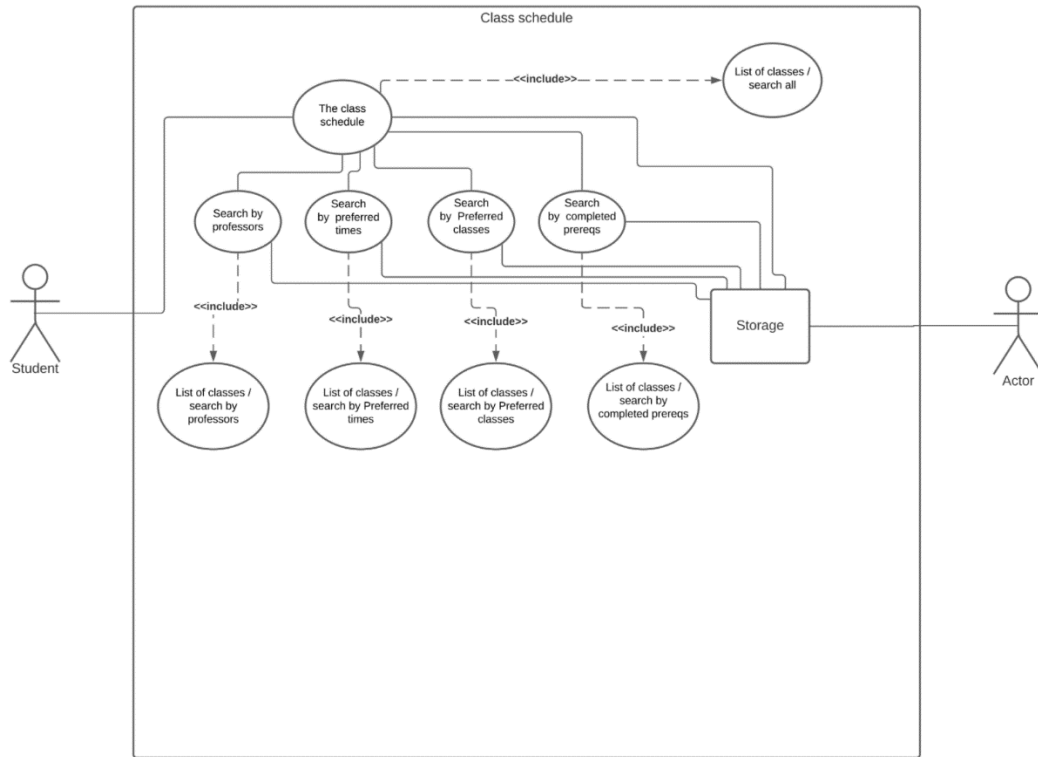 Class schedule
<<include>>
List of classes /
search all
The class
schedule
Search by
professors
Search
by preferred
times
Search
by Preferred
classes
Search
by completed
prereqs
<<include>>
<<include>>
<<include>>
<<include>>
Storage
Student
Actor
List of classes /
search by
professors
List of classes /
search by Preferred
times
List of classes /
search by Preferred
classes
List of classes /
search by
completed prereqs